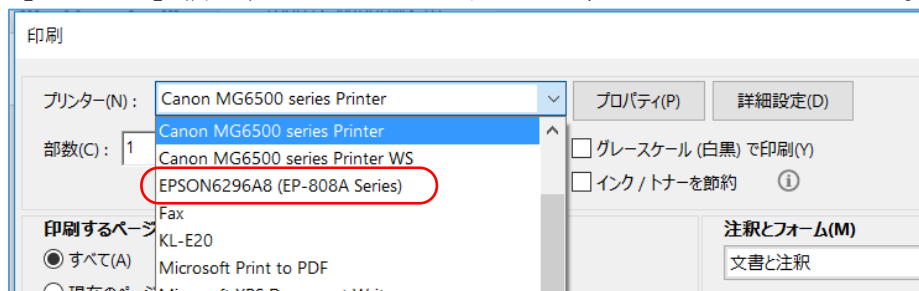 印刷
プリンター(N): Canon MG6500 series Printer プロパティ(P) 詳細設定(D)
Canon MG6500 series Printer
部数(C): 1 グレースケール (白黒) で印刷(Y)
Canon MG6500 series Printer WS
EPSON6296A8 (EP-808A Series) インク / トナーを節約
Fax
印刷するページ 注釈とフォーム(M)
KL-E20
すべて(A) 文書と注釈
Microsoft Print to PDF